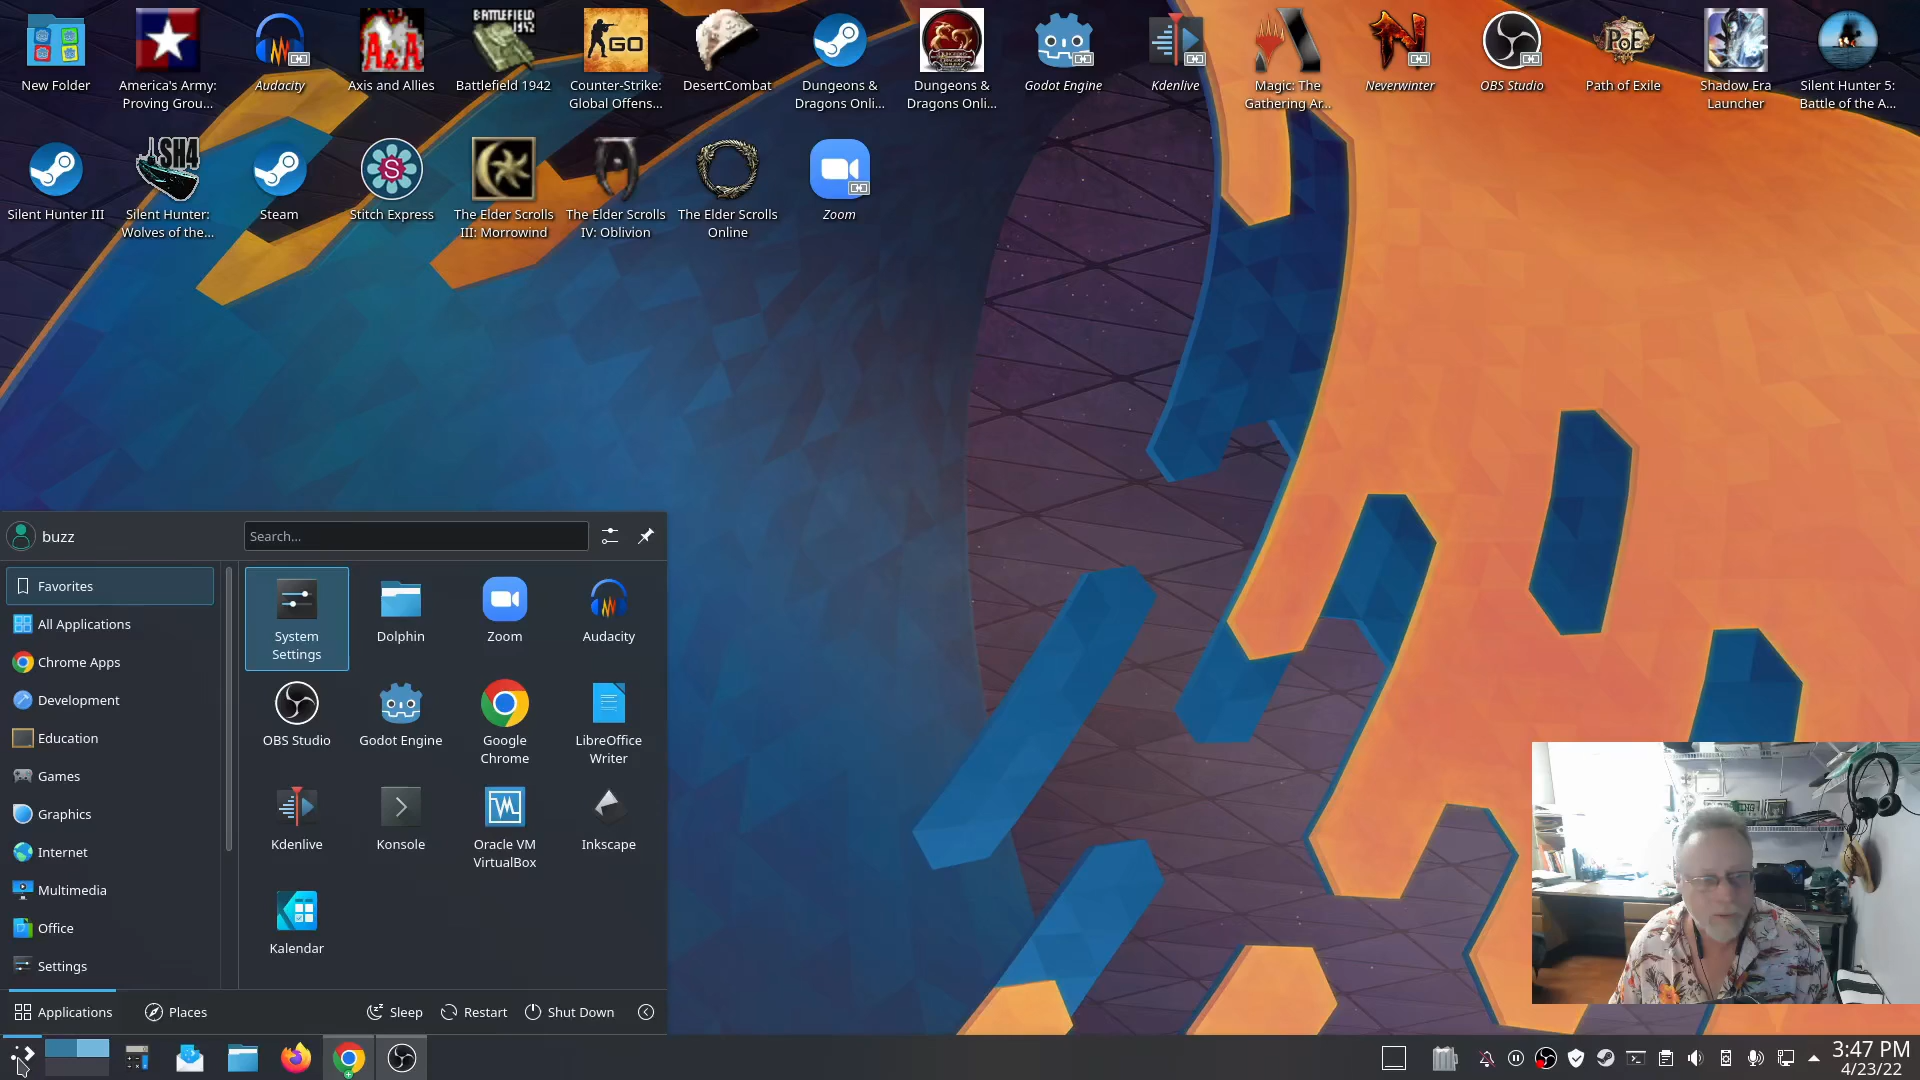 New Folder
America's Army:
Proving Grou...
Audacity
Axis and Allies
BATTLEFIELD
1942
Battlefield 1942
GO
Counter-Strike:
Global Offens...
DesertCombat
Dungeons &
Dragons Onli...
Dungeons &
Dragons Onli...
Godot Engine
Kdenlive
Magic: The
Gathering Ar...
Neverwinter
OBS Studio
PoE
Path of Exile
Shadow Era
Launcher
Silent Hunter 5:
Battle of the A...
Silent Hunter III
SH4
Silent Hunter:
Wolves of the...
Steam
S
Stitch Express
The Elder Scrolls
III: Morrowind
The Elder Scrolls
IV: Oblivion
The Elder Scrolls
Online
Zoom
buzz
Search...
Favorites
All Applications
Chrome Apps
Development
Education
Games
Graphics
Internet
Multimedia
Office
Settings
System
Settings
Dolphin
Zoom
Audacity
OBS Studio
Godot Engine
Google
Chrome
LibreOffice
Writer
Kdenlive
Konsole
Oracle VM
VirtualBox
Inkscape
Kalendar
Applications
Places
Sleep
Restart
Shut Down
3:47 PM
4/23/22